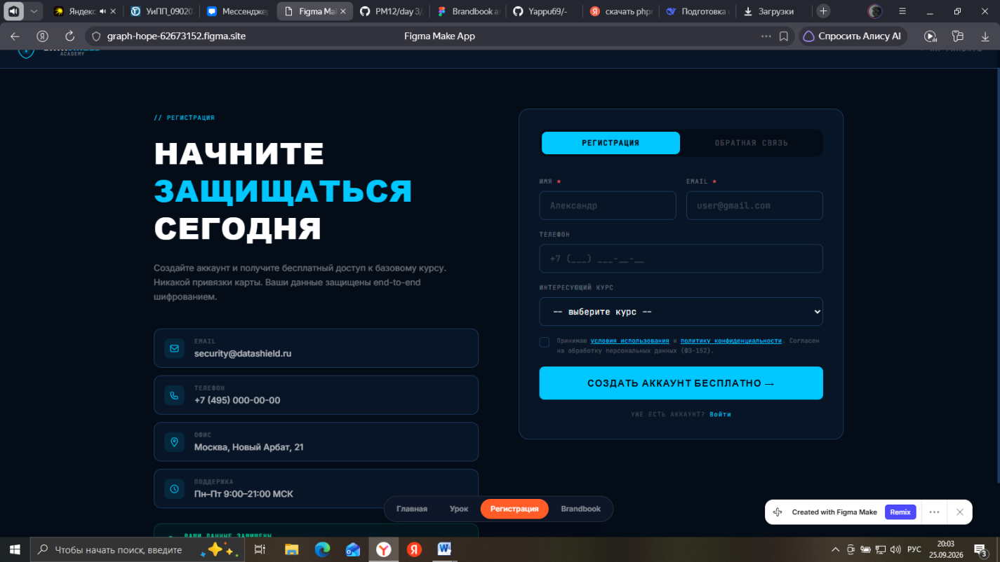 Яндекс
УиПП_0902
Мессендже
Figma Ma
PM12/day 3/
Brandbook a
Yappu69/-
скачать php
Подготовка
Загрузки
graph-hope-62673152.figma.site
Figma Make App
Спросить Алису AI
ACADEMY
// РЕГИСТРАЦИЯ
НАЧНИТЕ
ЗАЩИЩАТЬСЯ
СЕГОДНЯ
Создайте аккаунт и получите бесплатный доступ к базовому курсу.
Никакой привязки карты. Ваши данные защищены end-to-end
шифрованием.
EMAIL
security@datashield.ru
ТЕЛЕФОН
+7 (495) 000-00-00
ОФИС
Москва, Новый Арбат, 21
ПОДДЕРЖКА
Пн–Пт 9:00–21:00 МСК
ВАШИ ДАННЫЕ ЗАЩИЩЕНЫ
РЕГИСТРАЦИЯ
ОБРАТНАЯ СВЯЗЬ
ИМЯ *
EMAIL *
Александр
user@gmail.com
ТЕЛЕФОН
+7 (___) ___-__-__
ИНТЕРЕСУЮЩИЙ КУРС
-- выберите курс --
Принимаю условия использования и политику конфиденциальности. Согласен
на обработку персональных данных (ФЗ-152).
СОЗДАТЬ АККАУНТ БЕСПЛАТНО →
УЖЕ ЕСТЬ АККАУНТ? Войти
Главная
Урок
Регистрация
Brandbook
Created with Figma Make
Remix
Чтобы начать поиск, введите
РУС
20:03
25.09.2026
3